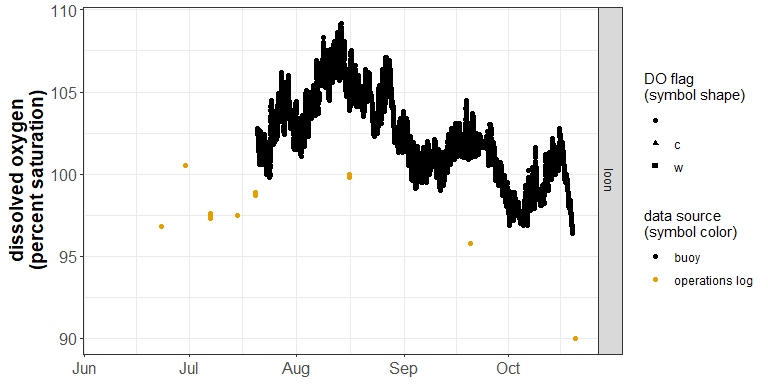 dissolved oxygen
(percent saturation)
110
105
100
95
90
Jun
Jul
Aug
Sep
Oct
loon
DO flag
(symbol shape)
c
w
data source
(symbol color)
buoy
operations log